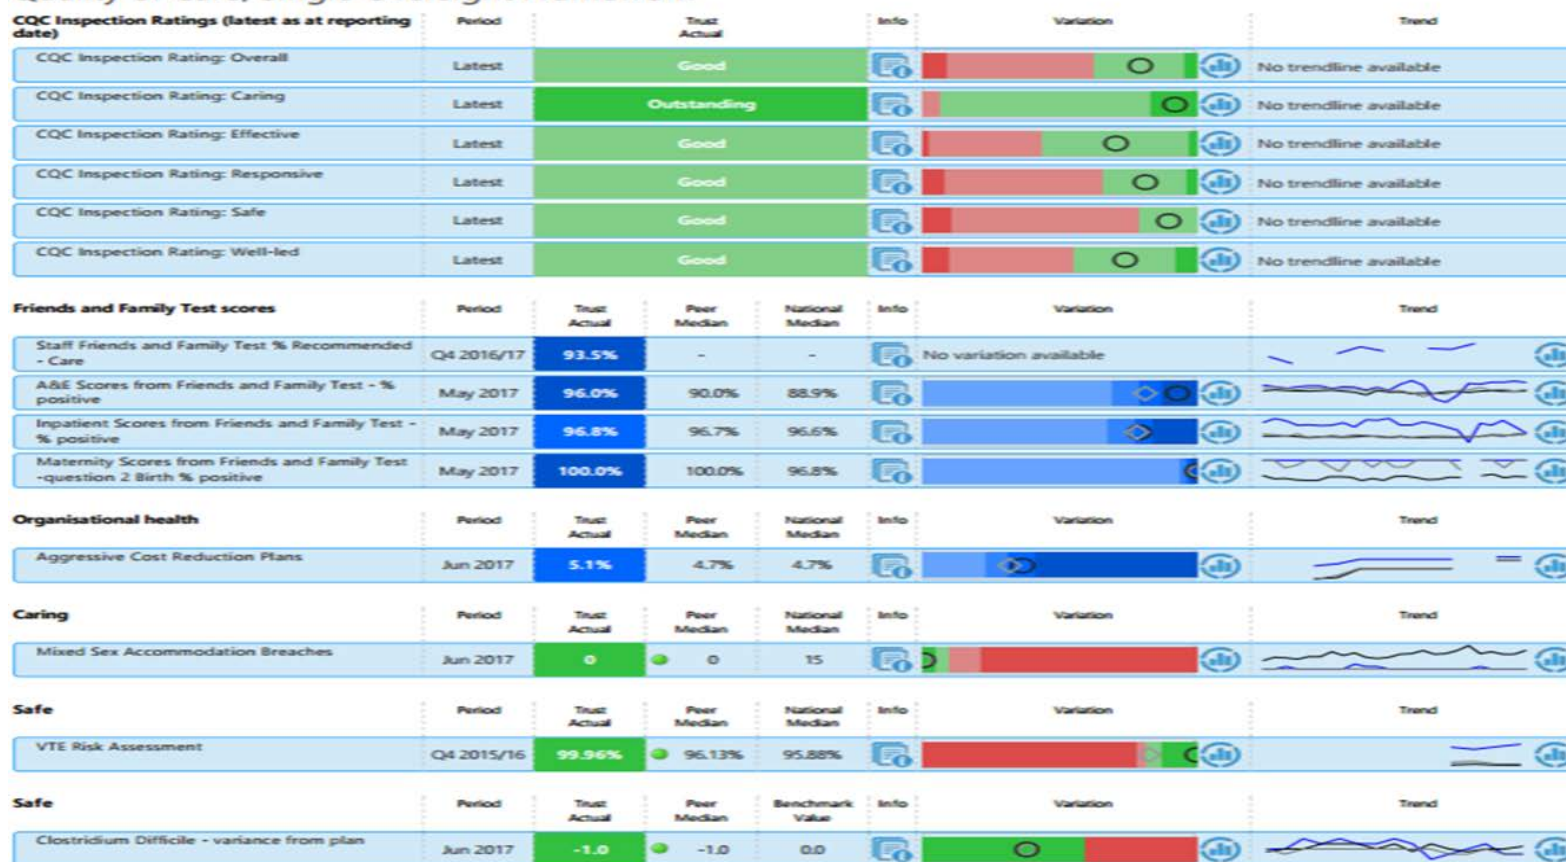 CQC Inspection Ratings (latest as at reporting date) Period Trust Actual Info Variation Trend
CQC Inspection Rating: Overall Latest Good No trendline available
CQC Inspection Rating: Caring Latest Outstanding No trendline available
CQC Inspection Rating: Effective Latest Good No trendline available
CQC Inspection Rating: Responsive Latest Good No trendline available
CQC Inspection Rating: Safe Latest Good No trendline available
CQC Inspection Rating: Well-led Latest Good No trendline available
Friends and Family Test scores Period Trust Actual Peer Median National Median Info Variation Trend
Staff Friends and Family Test % Recommended - Care Q4 2016/17 93.5% - - No variation available
A&E Scores from Friends and Family Test - % positive May 2017 96.0% 90.0% 88.9%
Inpatient Scores from Friends and Family Test - % positive May 2017 96.8% 96.7% 96.6%
Maternity Scores from Friends and Family Test -question 2 Birth % positive May 2017 100.0% 100.0% 96.8%
Organisational health Period Trust Actual Peer Median National Median Info Variation Trend
Aggressive Cost Reduction Plans Jun 2017 5.1% 4.7% 4.7%
Caring Period Trust Actual Peer Median National Median Info Variation Trend
Mixed Sex Accommodation Breaches Jun 2017 0 0 15
Safe Period Trust Actual Peer Median National Median Info Variation Trend
VTE Risk Assessment Q4 2015/16 99.96% 96.13% 95.88%
Safe Period Trust Actual Peer Median Benchmark Value Info Variation Trend
Clostridium Difficile - variance from plan Jun 2017 -1.0 -1.0 0.0